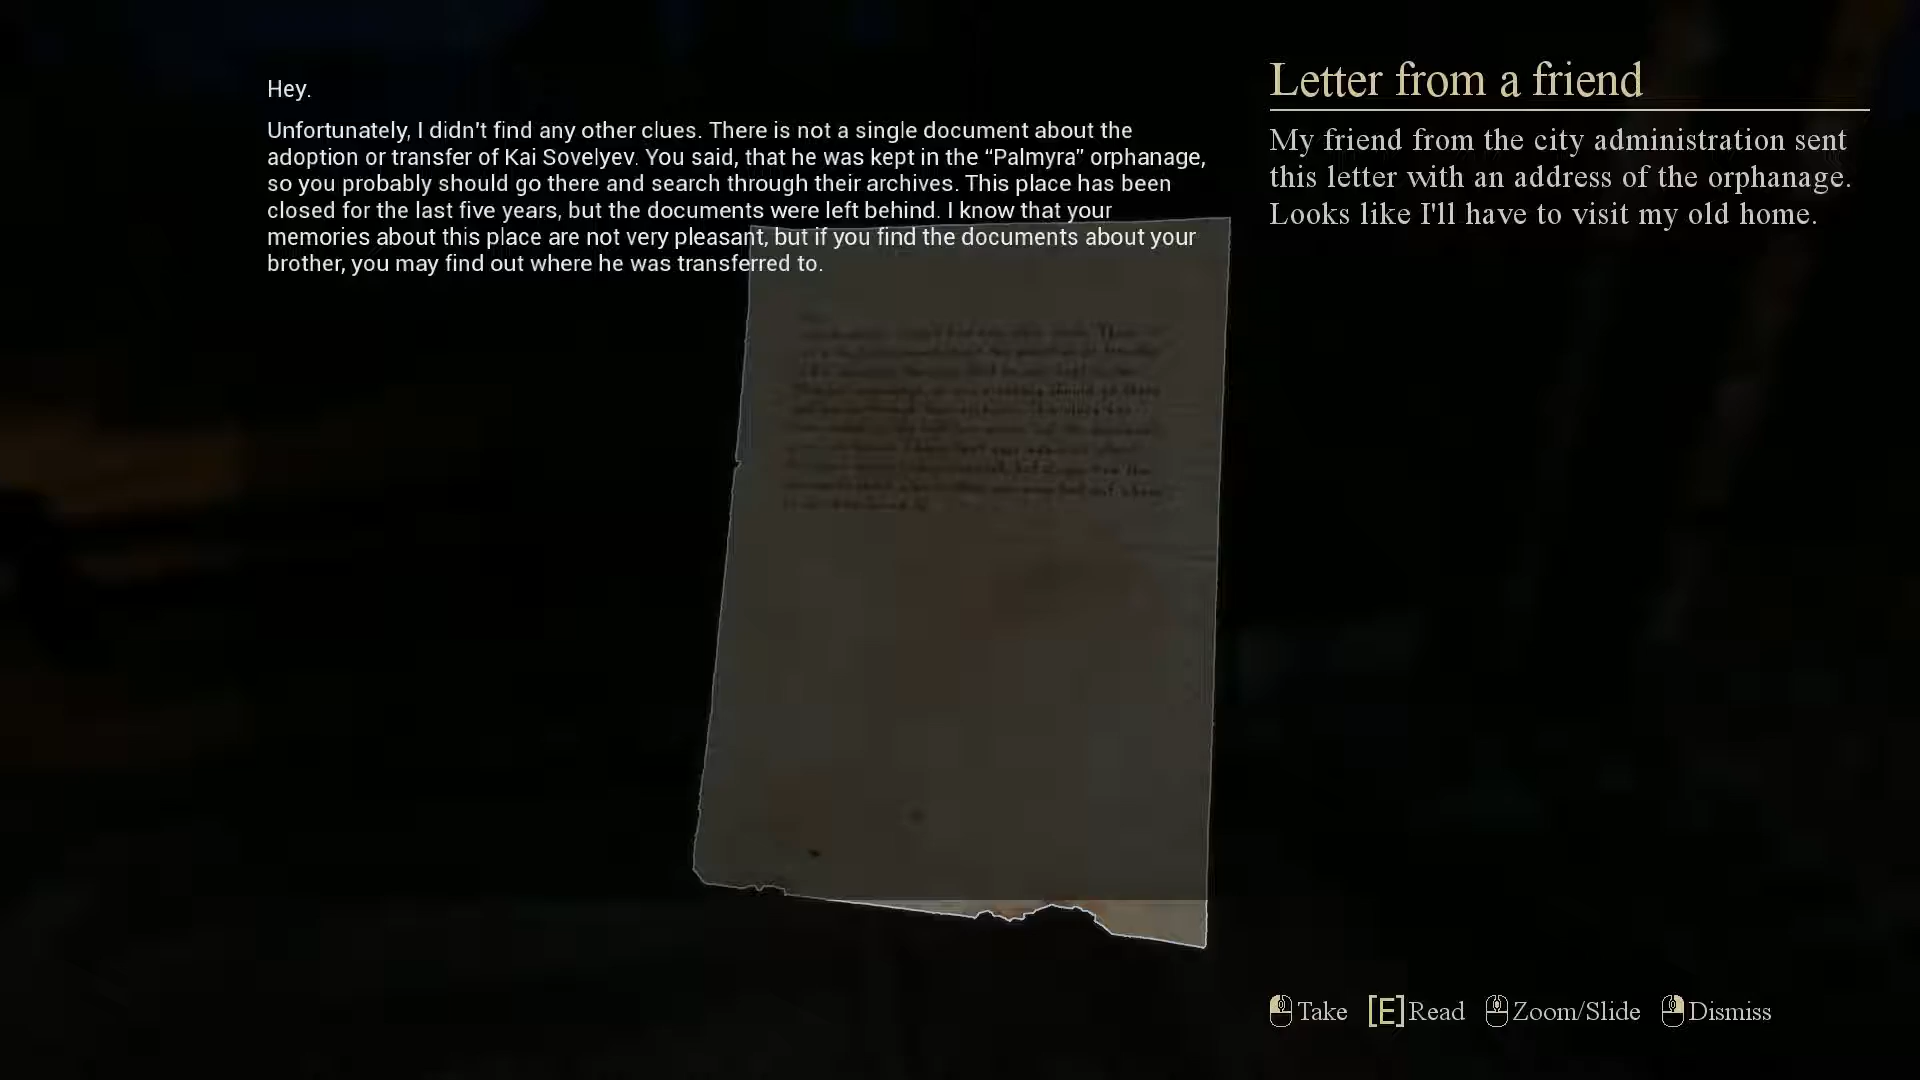 Hey.
Unfortunately, I didn't find any other clues. There is not a single document about the
adoption or transfer of Kai Sovelyev. You said, that he was kept in the “Palmyra” orphanage,
so you probably should go there and search through their archives. This place has been
closed for the last five years, but the documents were left behind. I know that your
memories about this place are not very pleasant, but if you find the documents about your
brother, you may find out where he was transferred to.
Letter from a friend
My friend from the city administration sent
this letter with an address of the orphanage.
Looks like I'll have to visit my old home.
Take [E] Read Zoom/Slide Dismiss